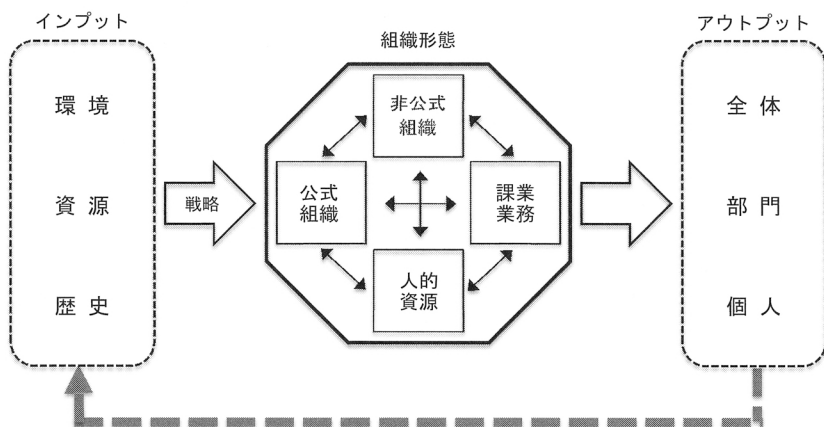 インプット
環境
資源
歴史
戦略
組織形態
非公式
組織
公式
組織
課業
業務
人的
資源
アウトプット
全体
部門
個人